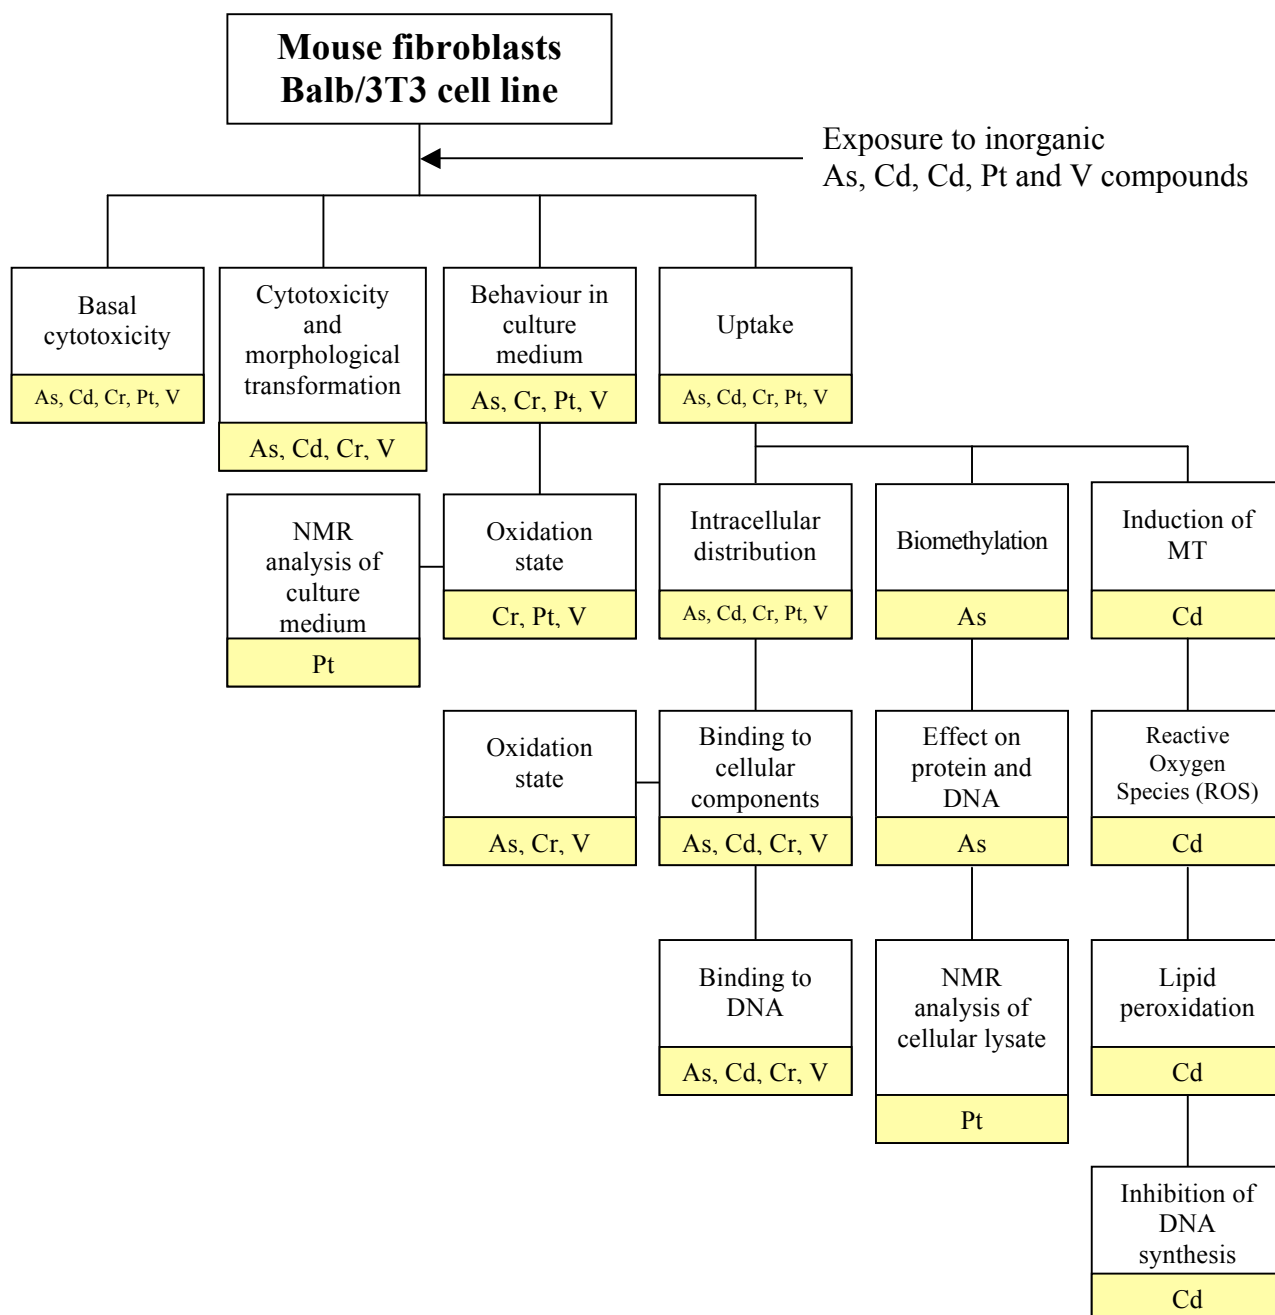 Mouse fibroblasts
Balb/3T3 cell line
Exposure to inorganic
As, Cd, Cd, Pt and V compounds
Basal
cytotoxicity
As, Cd, Cr, Pt, V
Cytotoxicity
and
morphological
transformation
As, Cd, Cr, V
Behaviour in
culture
medium
As, Cr, Pt, V
Uptake
As, Cd, Cr, Pt, V
NMR
analysis of
culture
medium
Pt
Oxidation
state
Cr, Pt, V
Intracellular
distribution
As, Cd, Cr, Pt, V
Biomethylation
As
Induction of
MT
Cd
Oxidation
state
As, Cr, V
Binding to
cellular
components
As, Cd, Cr, V
Effect on
protein and
DNA
As
Reactive
Oxygen
Species (ROS)
Cd
Binding to
DNA
As, Cd, Cr, V
NMR
analysis of
cellular lysate
Pt
Lipid
peroxidation
Cd
Inhibition of
DNA
synthesis
Cd